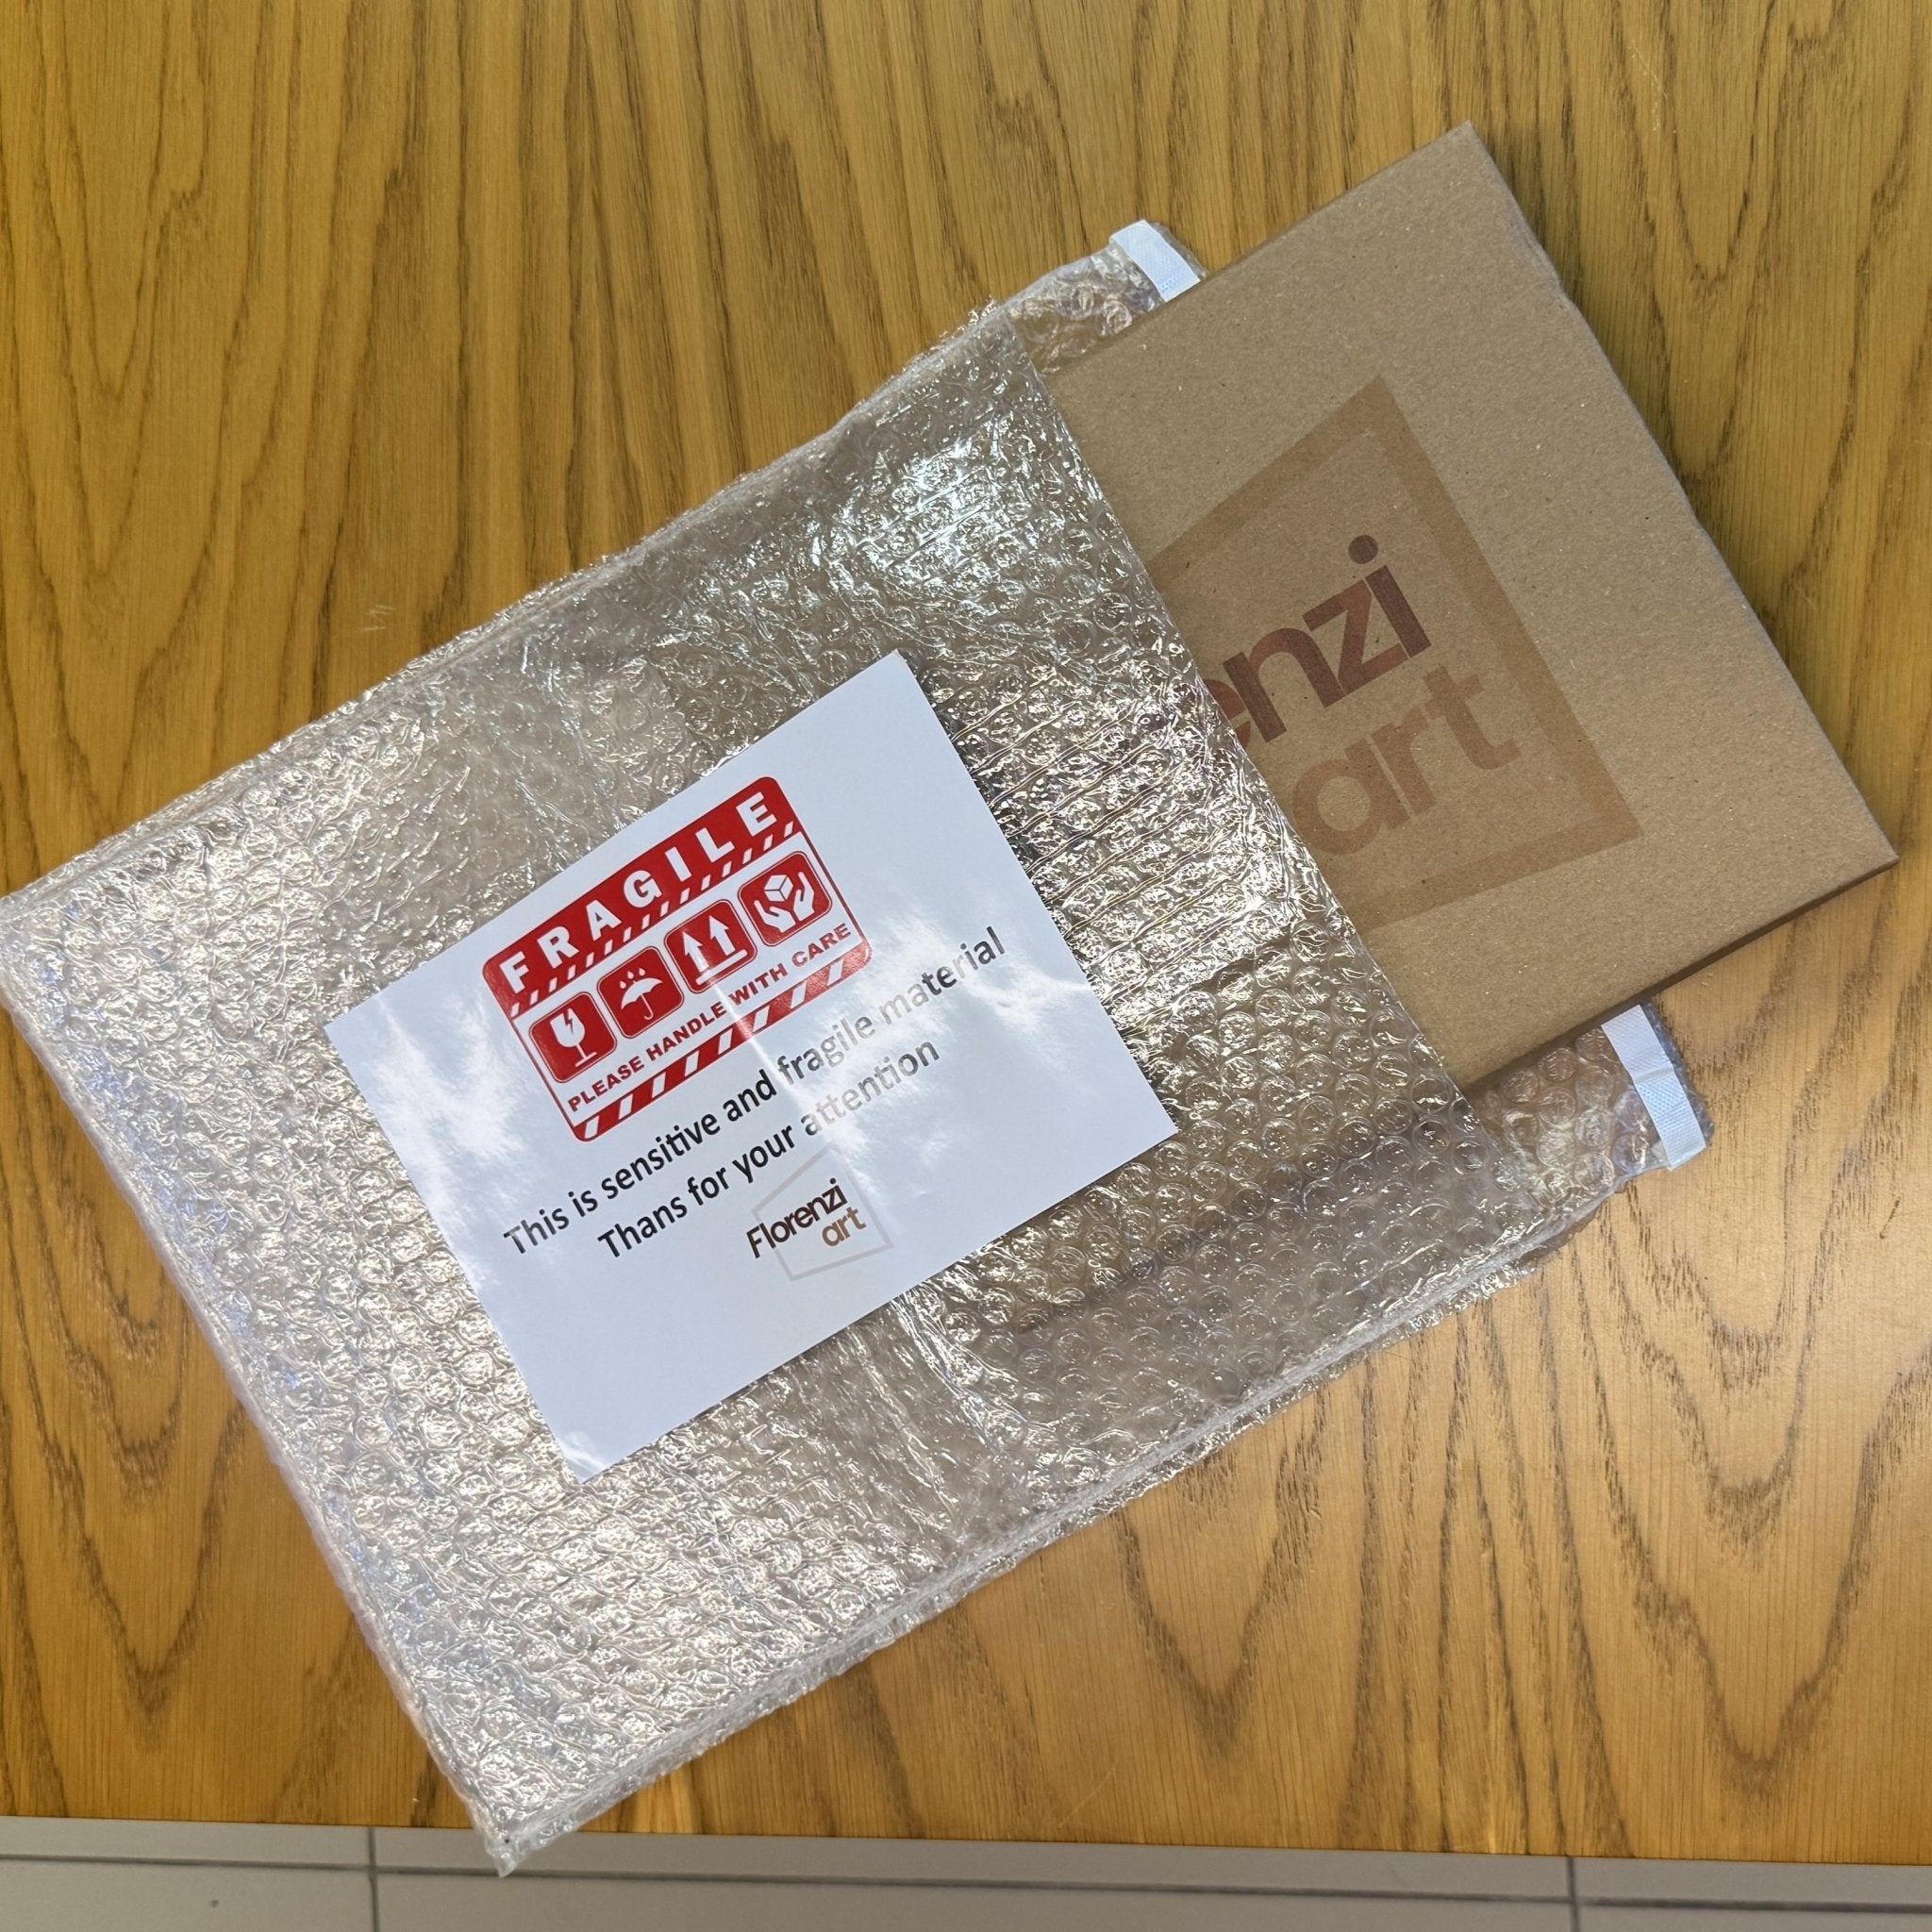 FRAGILE
PLEASE HANDLE WITH CARE
This is sensitive and fragile material
Thans for your attention
Florenzi
art
enzi
art